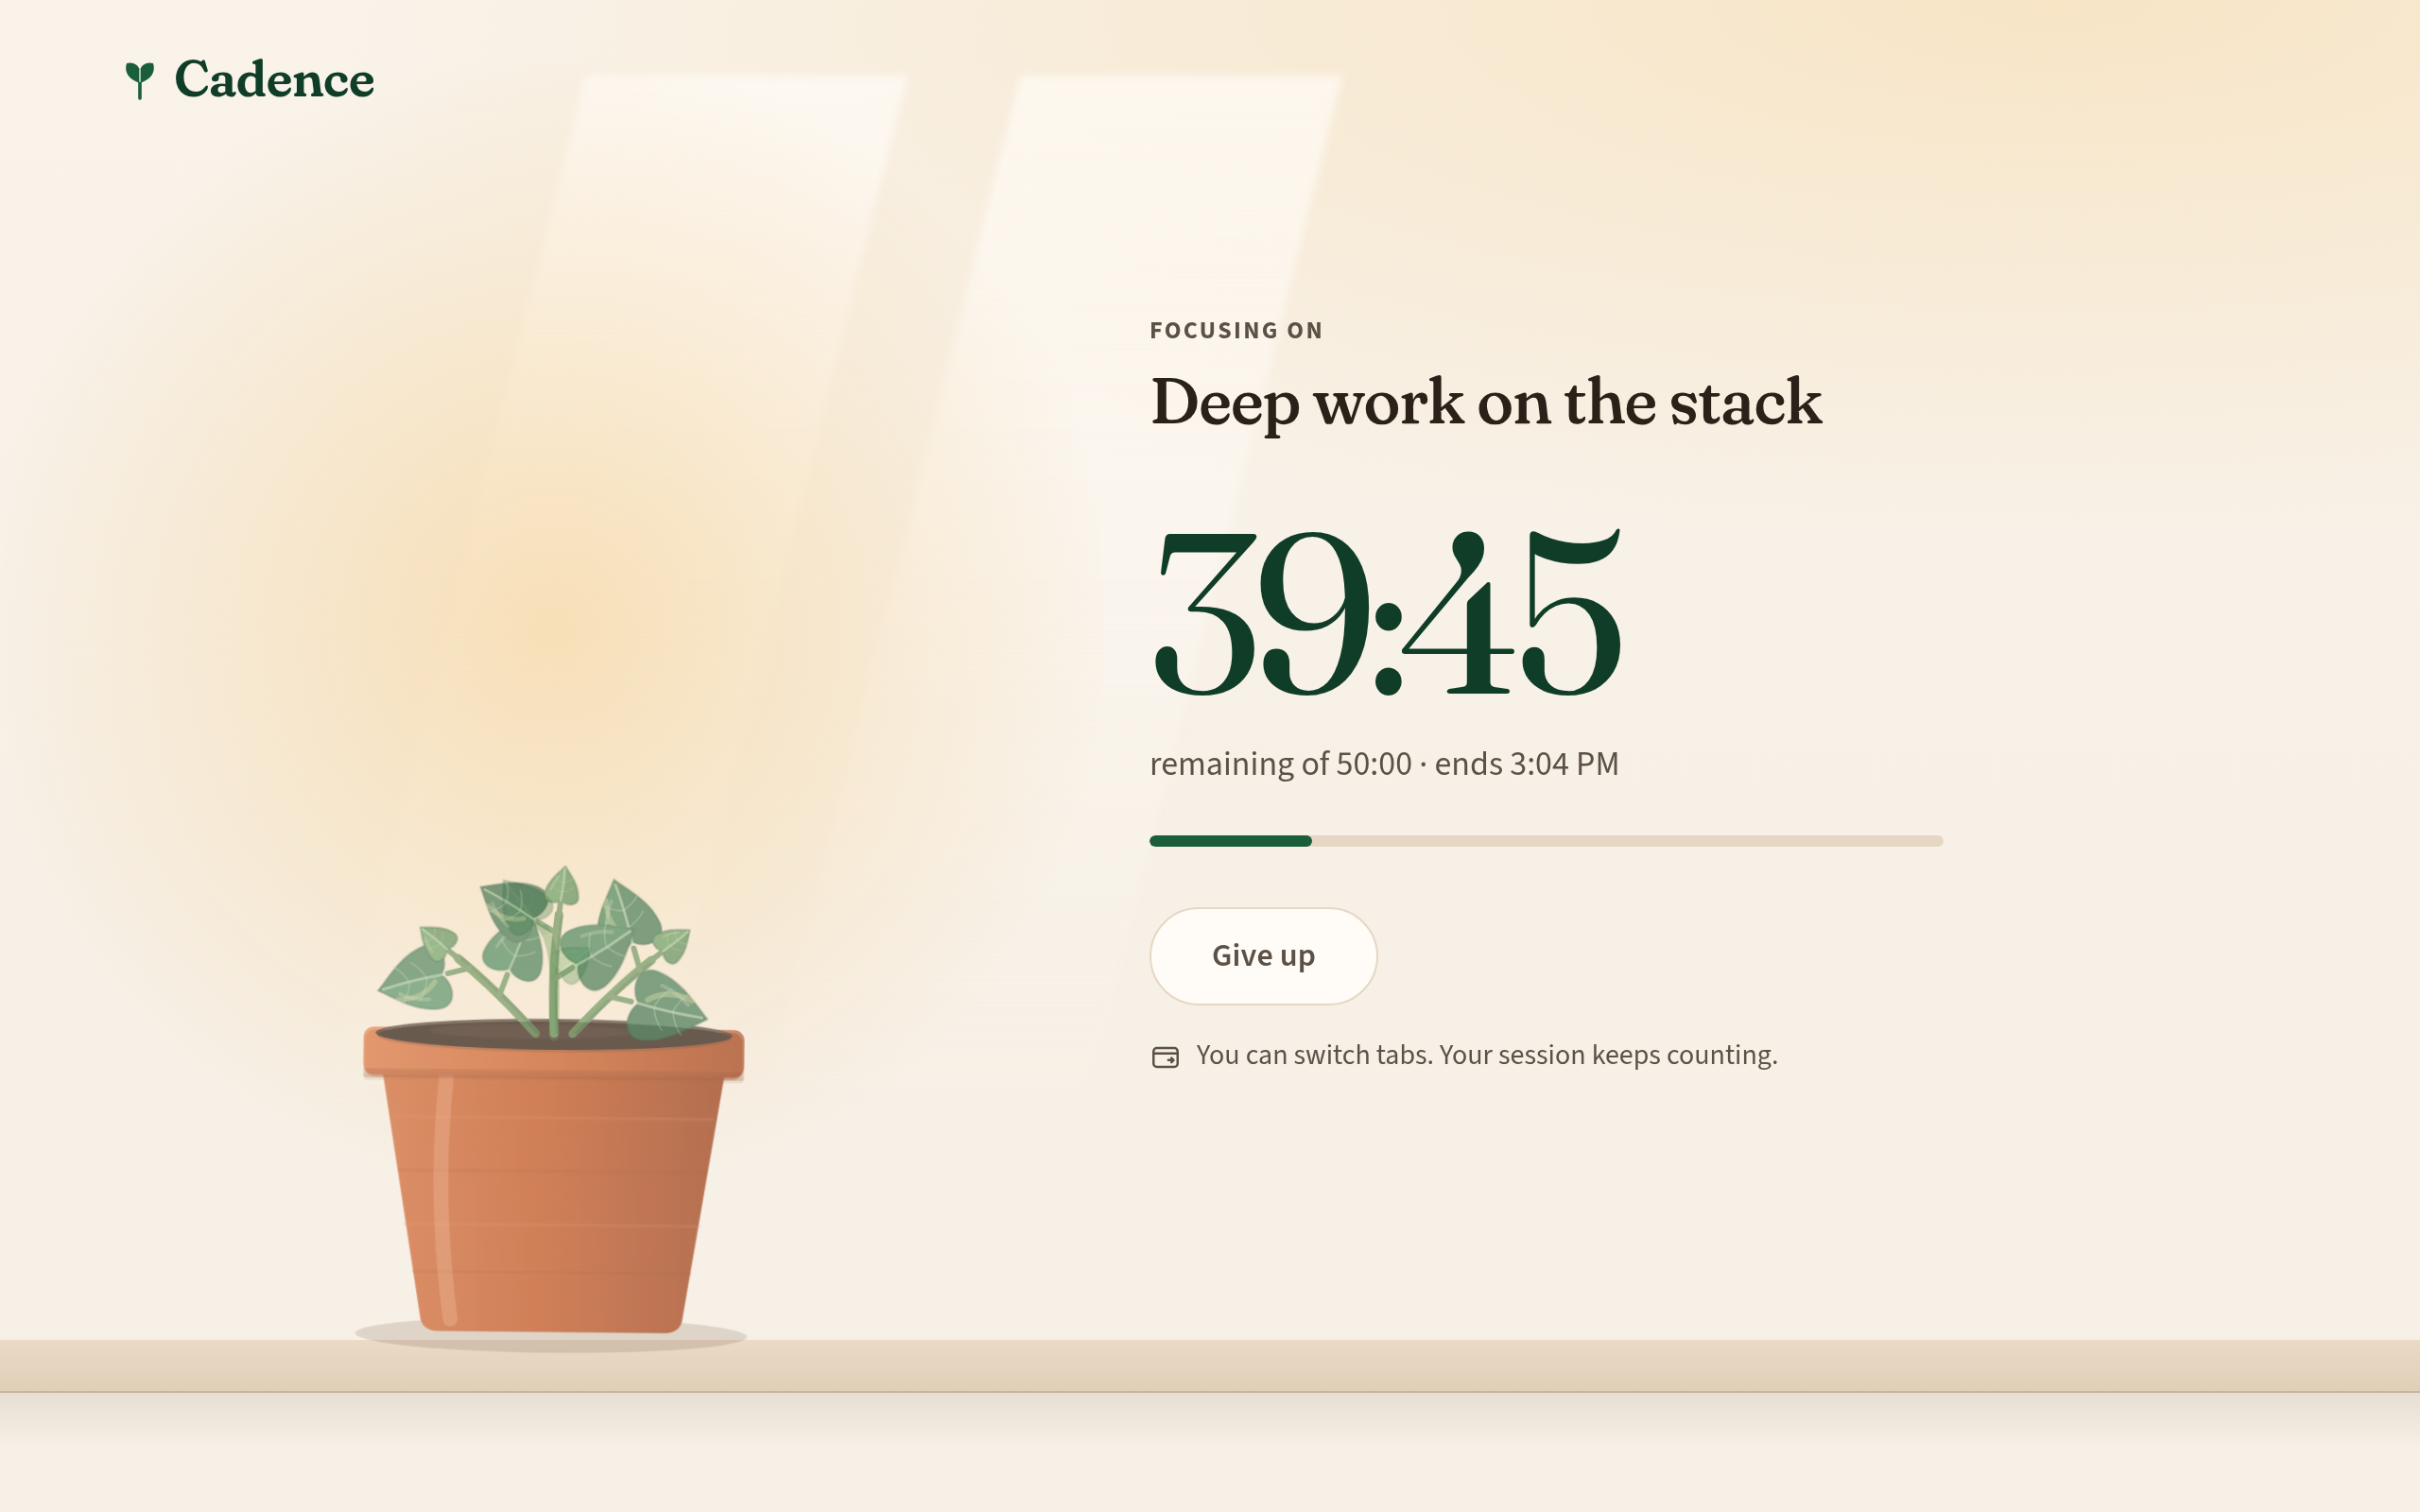 Cadence
FOCUSING ON
Deep work on the stack
39:45
remaining of 50:00 · ends 3:04 PM
Give up
You can switch tabs. Your session keeps counting.